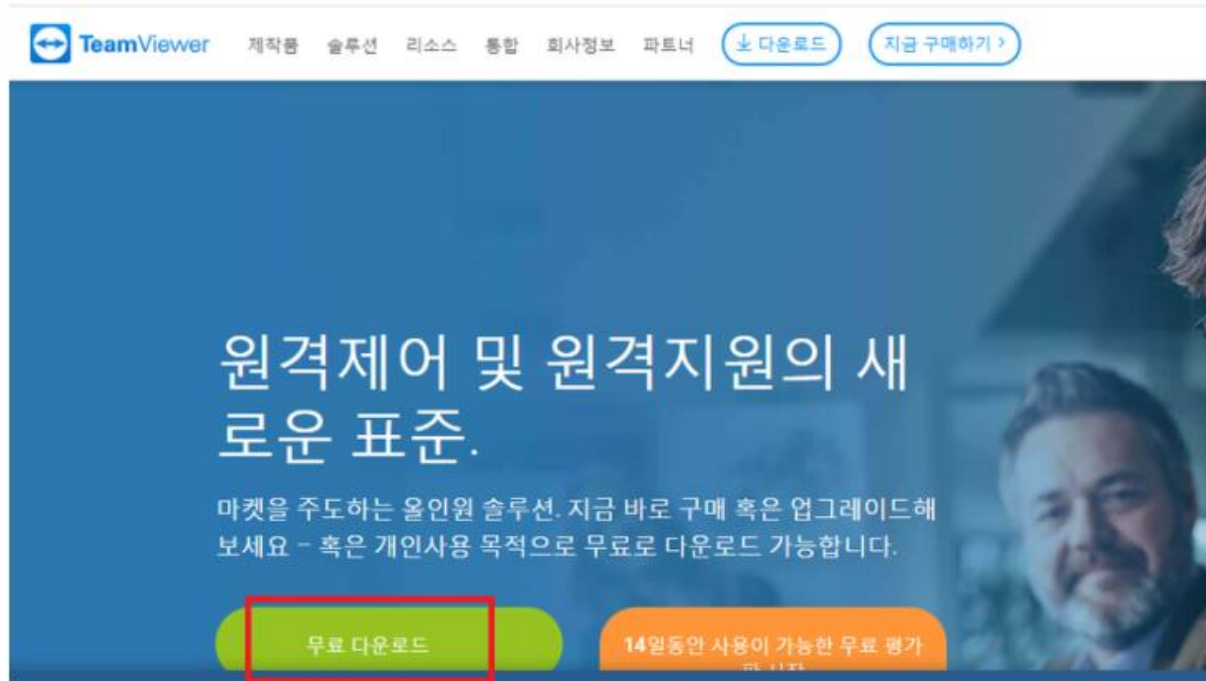 TeamViewer 제작품 솔루션 리소스 통합 회사정보 파트너 다운로드 지금 구매하기 >
원격제어 및 원격지원의 새
로운 표준.
마켓을 주도하는 올인원 솔루션. 지금 바로 구매 혹은 업그레이드해
보세요 – 혹은 개인사용 목적으로 무료로 다운로드 가능합니다.
무료 다운로드
14일동안 사용이 가능한 무료 평가
판 시작